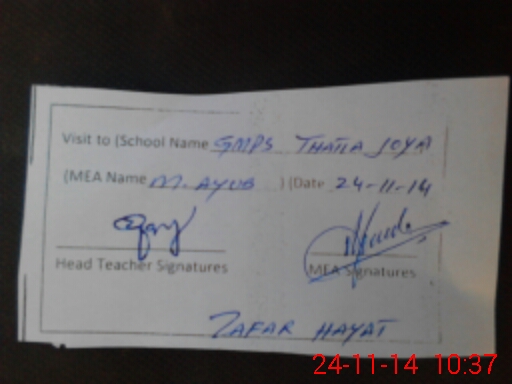 Visit to (School Name GMPS THATTA JOYA
(MEA Name M. AYUB ) (Date 24-11-14
Head Teacher Signatures MEA Signatures
ZAFAR HAYAT
24-11-14 10:37